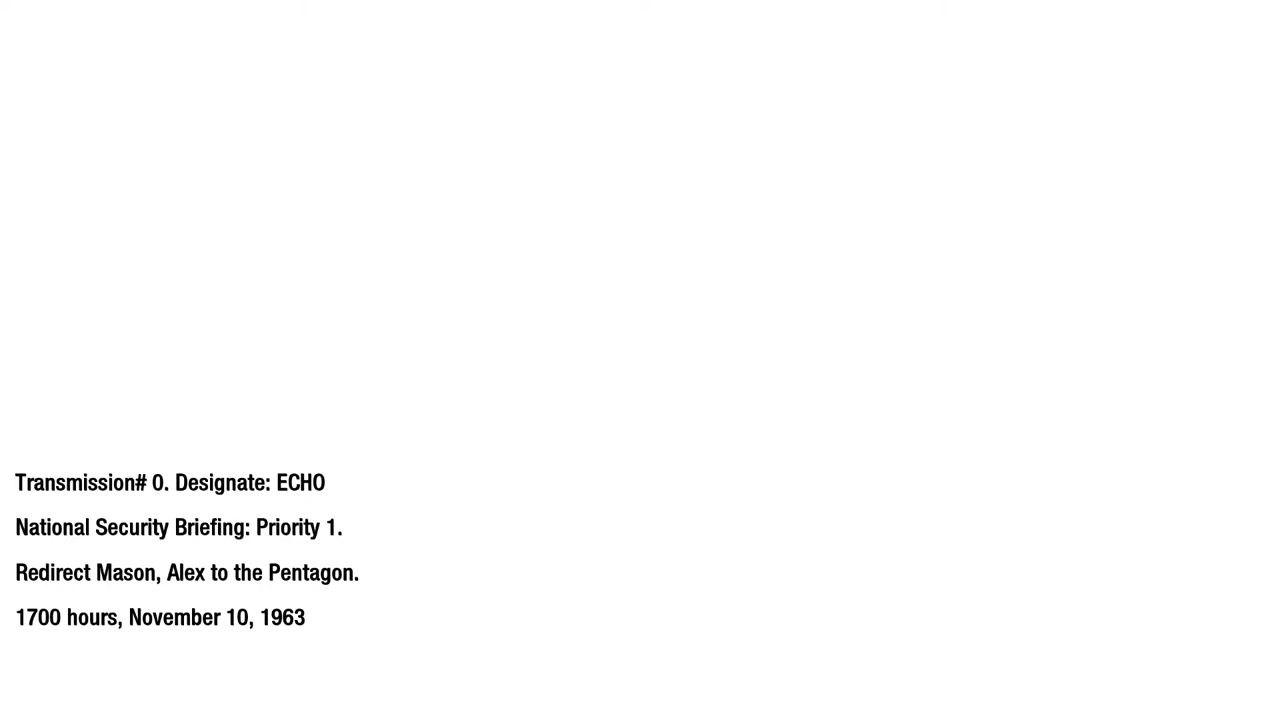 Transmission# 0. Designate: ECHO
National Security Briefing: Priority 1.
Redirect Mason, Alex to the Pentagon.
1700 hours, November 10, 1963